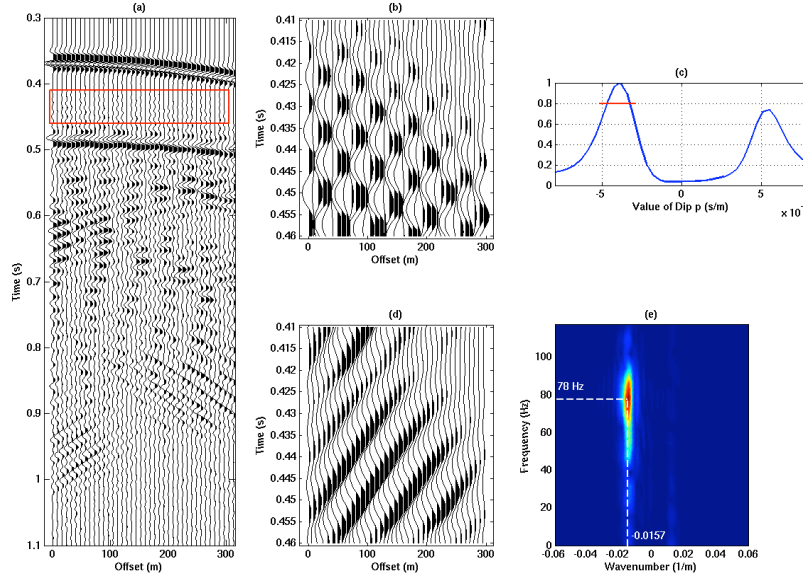 (a)
0.3
0.4
0.5
0.6
0.7
0.8
0.9
1
1.1
Time (s)
0 100 200 300
Offset (m)
(b)
0.41
0.415
0.42
0.425
0.43
0.435
0.44
0.445
0.45
0.455
0.46
Time (s)
0 100 200 300
Offset (m)
(c)
1
0.8
0.6
0.4
0.2
0
-5 0 5
Value of Dip p (s/m)
(d)
0.41
0.415
0.42
0.425
0.43
0.435
0.44
0.445
0.45
0.455
0.46
Time (s)
0 100 200 300
Offset (m)
(e)
100
80
60
40
20
0
Frequency (Hz)
78 Hz
-0.0157
-0.06 -0.04 -0.02 0 0.02 0.04 0.06
Wavenumber (1/m)